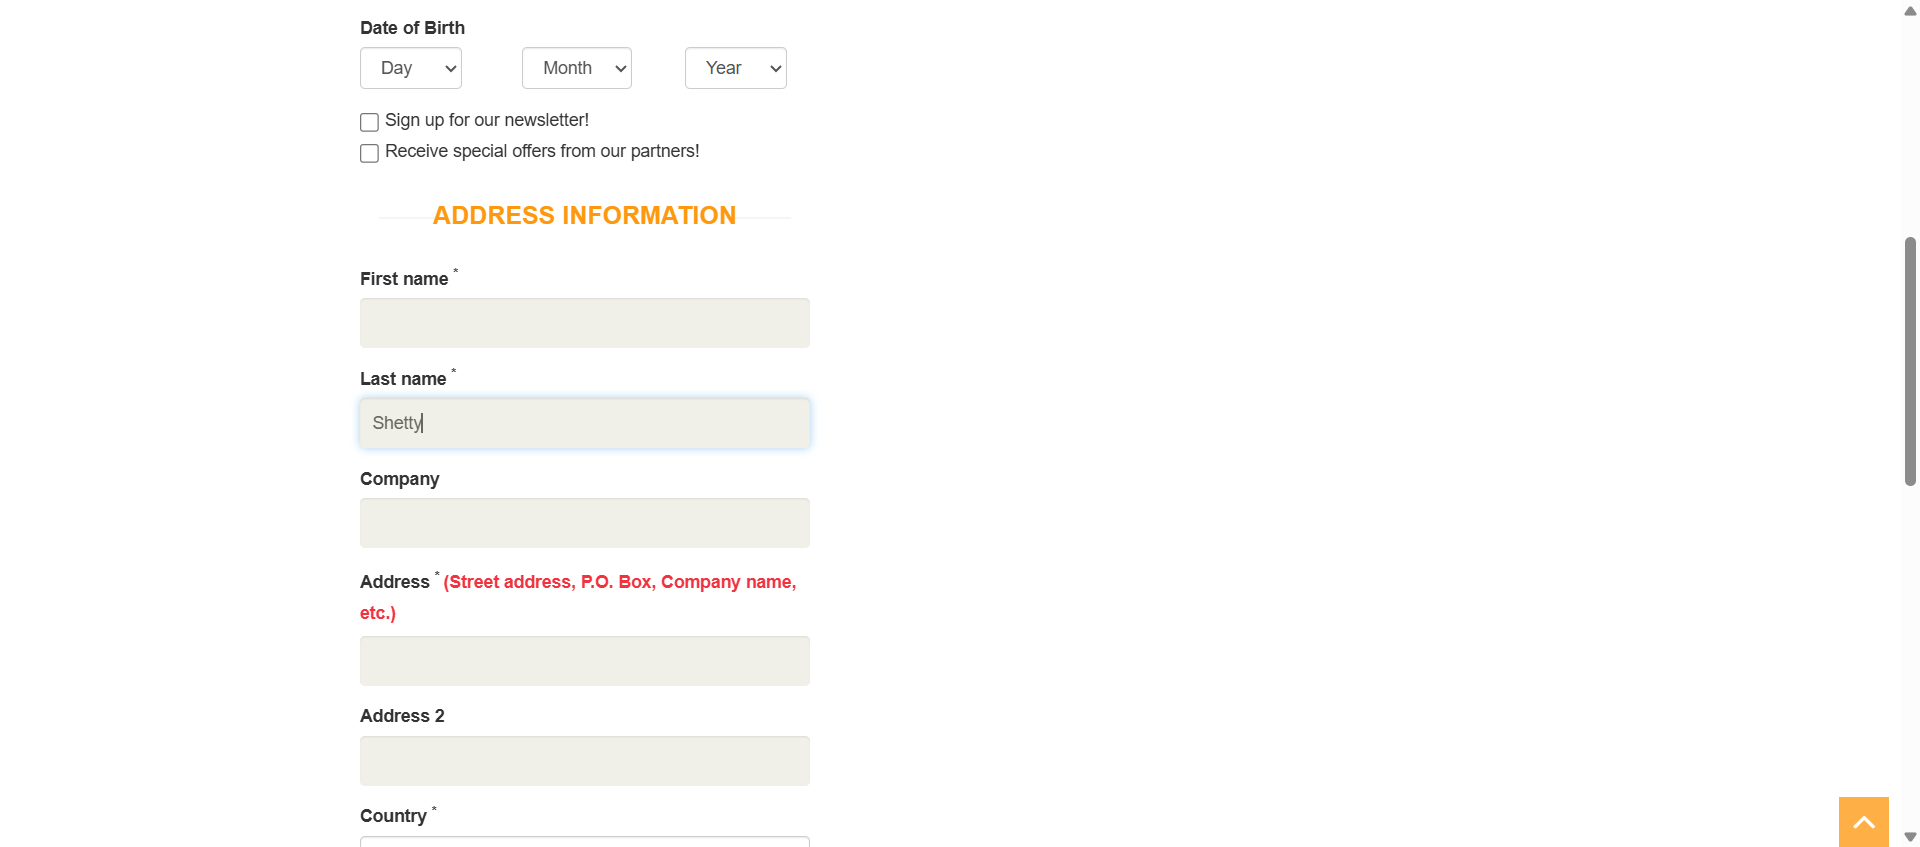 Date of Birth
Day Month Year
Sign up for our newsletter!
Receive special offers from our partners!
ADDRESS INFORMATION
First name *
Last name *
Shetty
Company
Address * (Street address, P.O. Box, Company name,
etc.)
Address 2
Country *